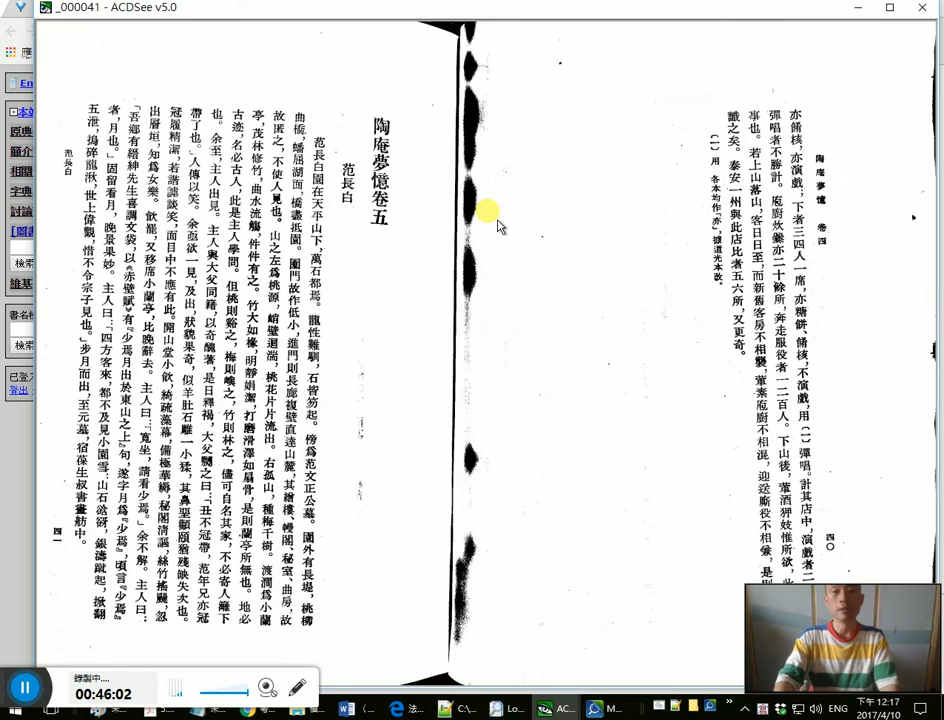 _000041 - ACDSee v5.0
陶庵夢憶 卷四
四〇
亦餚核，亦演戲；下者三四人一席，亦糖餅、餚核，不演戲，用〔一〕彈唱。計其店中，演戲者二
彈唱者不勝計。庖廚炊爨亦二十餘所，奔走服役者一二百人。下山後，葷酒狎妓惟所欲，此
事也。若上山落山，客日日至，而新舊客房不相襲，葷素庖廚不相混，迎送廝役不相兼，是則
識之矣。泰安一州與此店比者五六所，又更奇。
〔一〕用 各本均作「亦」，據道光本改。
陶庵夢憶卷五
范長白
范長白園在天平山下，萬石都焉。龍性難馴，石皆笏起。傍爲范文正公墓。園外有長堤，桃柳
曲橋，蟠屈湖面，橋盡抵園。園門故作低小，進門則長廊複壁直達山麓，其繪樓、幔閣、秘室、曲房，故
故匿之，不使人見也。山之左爲桃源，峭壁迴湍，桃花片片流出。右孤山，種梅千樹。渡澗爲小蘭
亭，茂林修竹，曲水流觴，件件有之。竹大如椽，明靜娟潔，打磨滑澤如扇骨，是則蘭亭所無也。地必
古迹，名必古人，此是主人學問。但桃則谿之，梅則嶼之，竹則林之，儘可自名其家，不必寄人籬下
也。余至，主人出見。主人與大父同籍，以奇醜著，是日釋褐，大父嬲之曰：「丑不冠帶，范年兄亦冠
帶了也。」人傳以笑。余亟欲一見，及出，狀貌果奇，似羊肚石雕一小猱，其鼻堊顴頤猶殘缺失次也。
冠履精潔，若諧謔談笑，面目中不應有此。開山堂小飲，綺疏藻幕，備極華縟，秘閣清謳，絲竹搖颺，忽
出層垣，知爲女樂。飲罷，又移席小蘭亭，比晚辭去。主人曰：「寬坐，請看少焉。」余不解。主人曰：
「吾鄉有縉紳先生喜調文袋，以《赤壁賦》有『少焉月出於東山之上』句，遂字月爲『少焉』，頃言『少焉』
者，月也。」固留看月，晚景果妙。主人曰：「四方客來，都不及見小園雪，山石谽谺，銀濤蹴起，掀翻
五泄，搗碎龍湫，世上偉觀，惜不令宗子見也。」步月而出，至元墓，宿葆生叔書畫舫中。
范長白
四一
應
En
原典
簡介
相關
字典
討論
檢索
維基
書名
檢索
登出
錄製中....
00:46:02
C:\
Lo...
AC...
M...
下午 12:17
2017/4/10